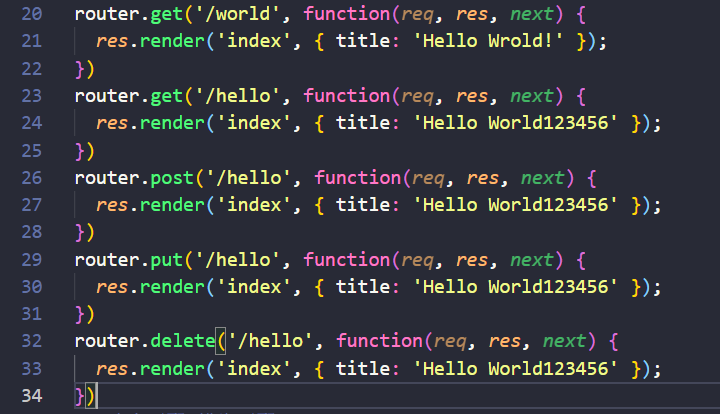 20 router.get('/world', function(req, res, next) {
21   res.render('index', { title: 'Hello Wrold!' });
22 })
23 router.get('/hello', function(req, res, next) {
24   res.render('index', { title: 'Hello World123456' });
25 })
26 router.post('/hello', function(req, res, next) {
27   res.render('index', { title: 'Hello World123456' });
28 })
29 router.put('/hello', function(req, res, next) {
30   res.render('index', { title: 'Hello World123456' });
31 })
32 router.delete('/hello', function(req, res, next) {
33   res.render('index', { title: 'Hello World123456' });
34 })